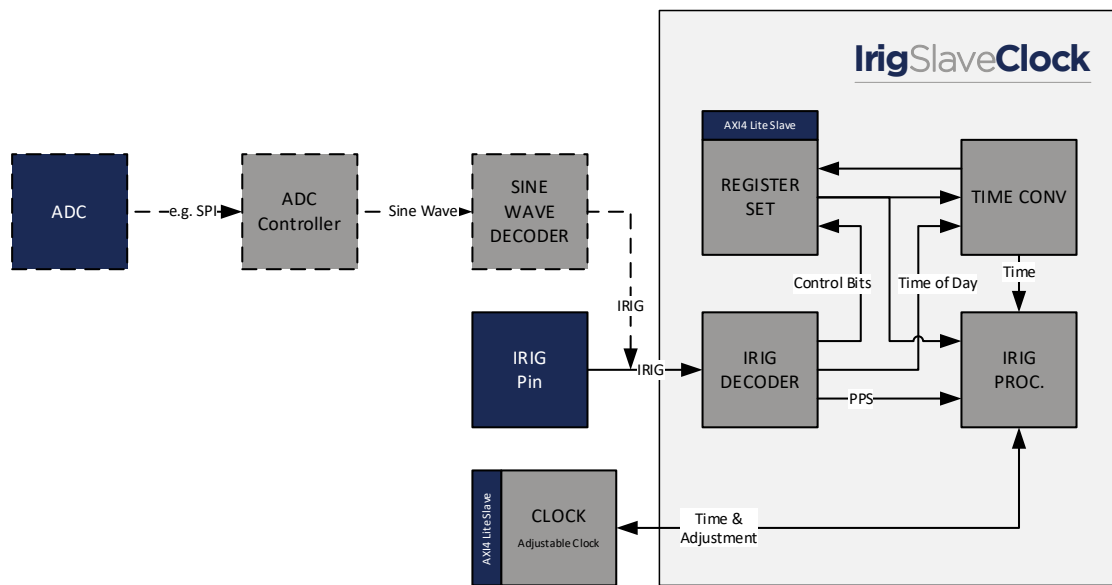 IrigSlaveClock
AXI4 Lite Slave
ADC
e.g. SPI
ADC
Controller
Sine Wave
SINE
WAVE
DECODER
REGISTER
SET
TIME CONV
Control Bits
Time of Day
Time
IRIG
IRIG
Pin
IRIG
IRIG
DECODER
PPS
IRIG
PROC.
AXI4 Lite Slave
CLOCK
Adjustable Clock
Time &
Adjustment